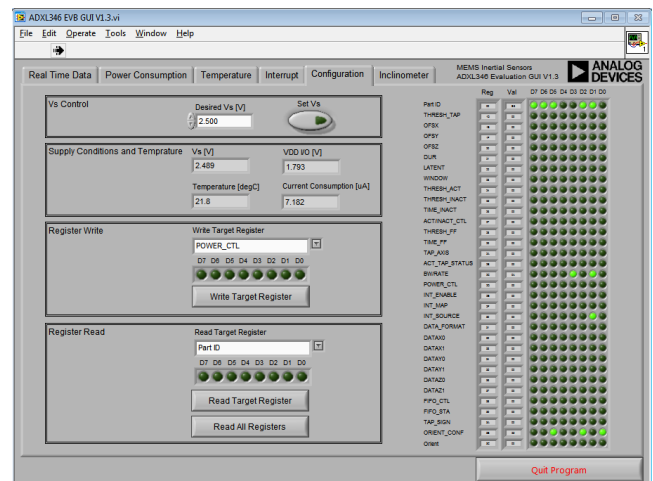 ADXL346 EVB GUI V1.3.vi
File Edit Operate Tools Window Help
Real Time Data Power Consumption Temperature Interrupt Configuration Inclinometer
MEMS Inertial Sensors
ADXL346 Evaluation GUI V1.3
ANALOG
DEVICES
Vs Control
Desired Vs [V]
Set Vs
2.500
Supply Conditions and Temprature
Vs [V]
VDD I/O [V]
2.489
1.793
Temperature [degC]
Current Consumption [uA]
21.8
7.182
Register Write
Write Target Register
POWER_CTL
D7 D6 D5 D4 D3 D2 D1 D0
Write Target Register
Register Read
Read Target Register
Part ID
D7 D6 D5 D4 D3 D2 D1 D0
Read Target Register
Read All Registers
Reg Val D7 D6 D5 D4 D3 D2 D1 D0
Part ID
THRESH_TAP
OFSX
OFSY
OFSZ
DUR
LATENT
WINDOW
THRESH_ACT
THRESH_INACT
TIME_INACT
ACT/INACT_CTL
THRESH_FF
TIME_FF
TAP_AXIS
ACT_TAP_STATUS
BW/RATE
POWER_CTL
INT_ENABLE
INT_MAP
INT_SOURCE
DATA_FORMAT
DATAX0
DATAX1
DATAY0
DATAY1
DATAZ0
DATAZ1
FIFO_CTL
FIFO_STA
TAP_SIGN
ORIENT_CONF
Orient
Quit Program